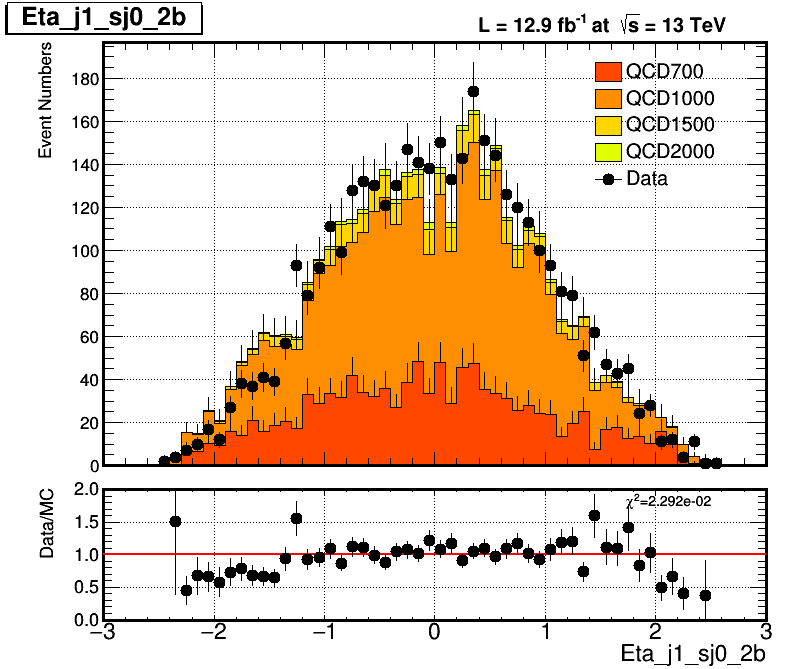 Eta_j1_sj0_2b
L = 12.9 fb⁻¹ at √s = 13 TeV
Event Numbers
180
160
140
120
100
80
60
40
20
0
QCD700
QCD1000
QCD1500
QCD2000
Data
Data/MC
2.0
1.5
1.0
0.5
0.0
χ²=2.292e-02
−3 −2 −1 0 1 2 3
Eta_j1_sj0_2b